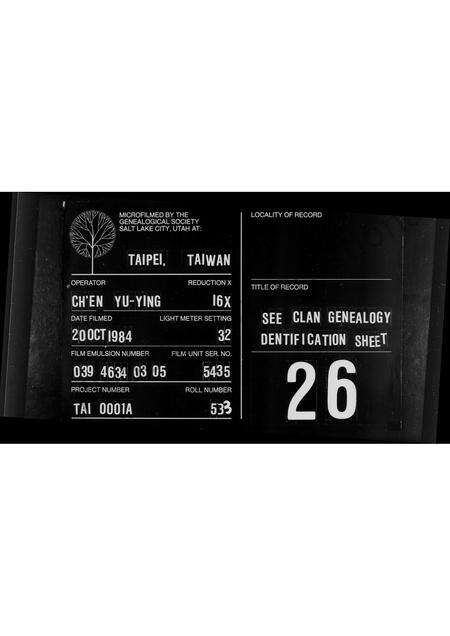 MICROFILMED BY THE
GENEALOGICAL SOCIETY
SALT LAKE CITY, UTAH AT:
TAIPEI, TAIWAN
OPERATOR REDUCTION X
CH'EN YU-YING 16X
DATE FILMED LIGHT METER SETTING
20 OCT 1984 32
FILM EMULSION NUMBER FILM UNIT SER. NO.
039 4634 03 05 5435
PROJECT NUMBER ROLL NUMBER
TAI 0001A 533
LOCALITY OF RECORD
TITLE OF RECORD
SEE CLAN GENEALOGY
DENTIFICATION SHEET
26